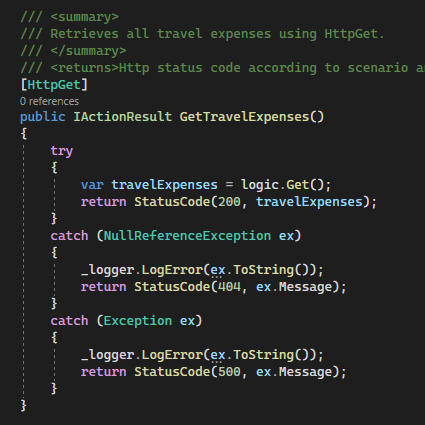 /// <summary>
/// Retrieves all travel expenses using HttpGet.
/// </summary>
/// <returns>Http status code according to scenario a
[HttpGet]
0 references
public IActionResult GetTravelExpenses()
{
try
{
var travelExpenses = logic.Get();
return StatusCode(200, travelExpenses);
}
catch (NullReferenceException ex)
{
_logger.LogError(ex.ToString());
return StatusCode(404, ex.Message);
}
catch (Exception ex)
{
_logger.LogError(ex.ToString());
return StatusCode(500, ex.Message);
}
}